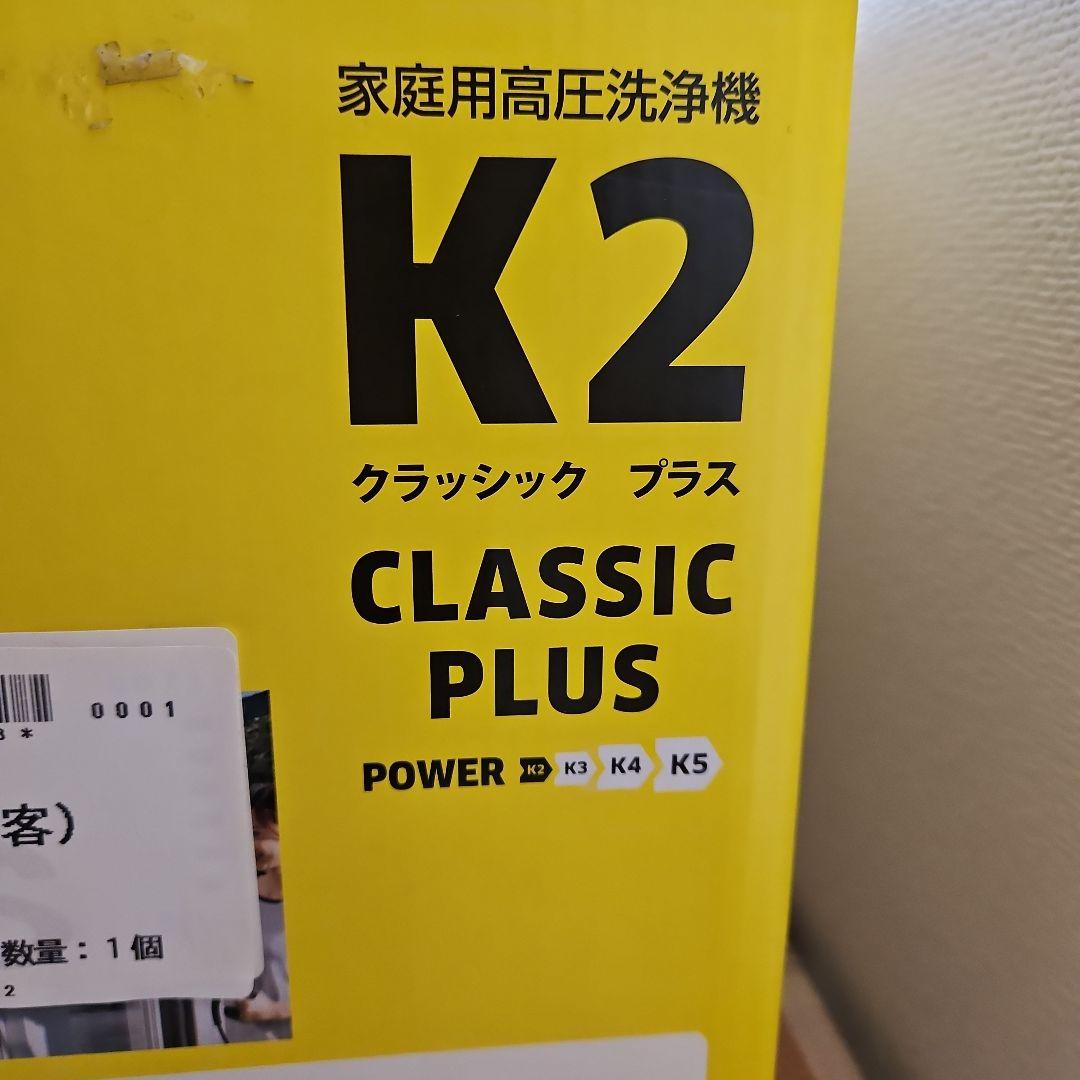 家庭用高圧洗浄機
K2
クラッシック プラス
CLASSIC
PLUS
POWER K2 K3 K4 K5
0001
*
客）
数量：1個
2